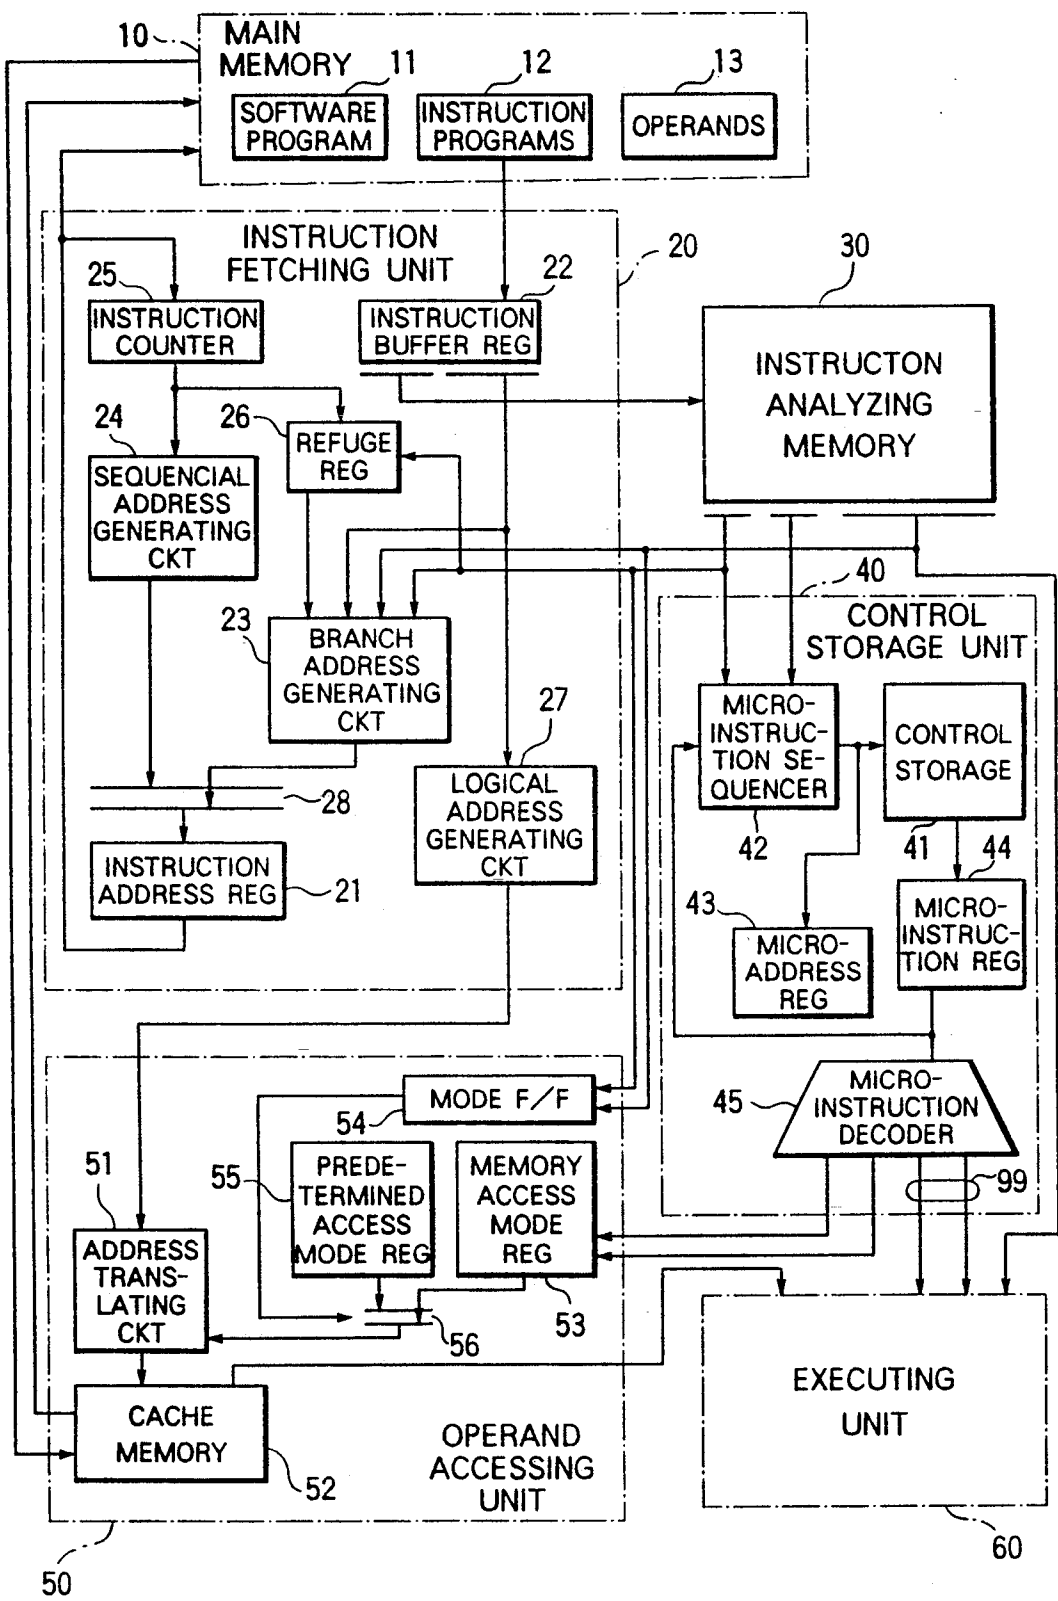 10
MAIN
MEMORY
11
12
13
SOFTWARE
PROGRAM
INSTRUCTION
PROGRAMS
OPERANDS
INSTRUCTION
FETCHING UNIT
20
25
22
30
INSTRUCTION
COUNTER
INSTRUCTION
BUFFER REG
INSTRUCTON
ANALYZING
MEMORY
24
26
REFUGE
REG
SEQUENCIAL
ADDRESS
GENERATING
CKT
40
CONTROL
STORAGE UNIT
23
BRANCH
ADDRESS
GENERATING
CKT
27
MICRO-
INSTRUC-
TION SE-
QUENCER
CONTROL
STORAGE
28
LOGICAL
ADDRESS
GENERATING
CKT
42
41
44
INSTRUCTION
ADDRESS REG
21
43
MICRO-
INSTRUC-
TION REG
MICRO-
ADDRESS
REG
MODE F/F
54
45
MICRO-
INSTRUCTION
DECODER
51
55
PREDE-
TERMINED
ACCESS
MODE REG
MEMORY
ACCESS
MODE
REG
99
ADDRESS
TRANS-
LATING
CKT
56
53
CACHE
MEMORY
52
OPERAND
ACCESSING
UNIT
EXECUTING
UNIT
50
60